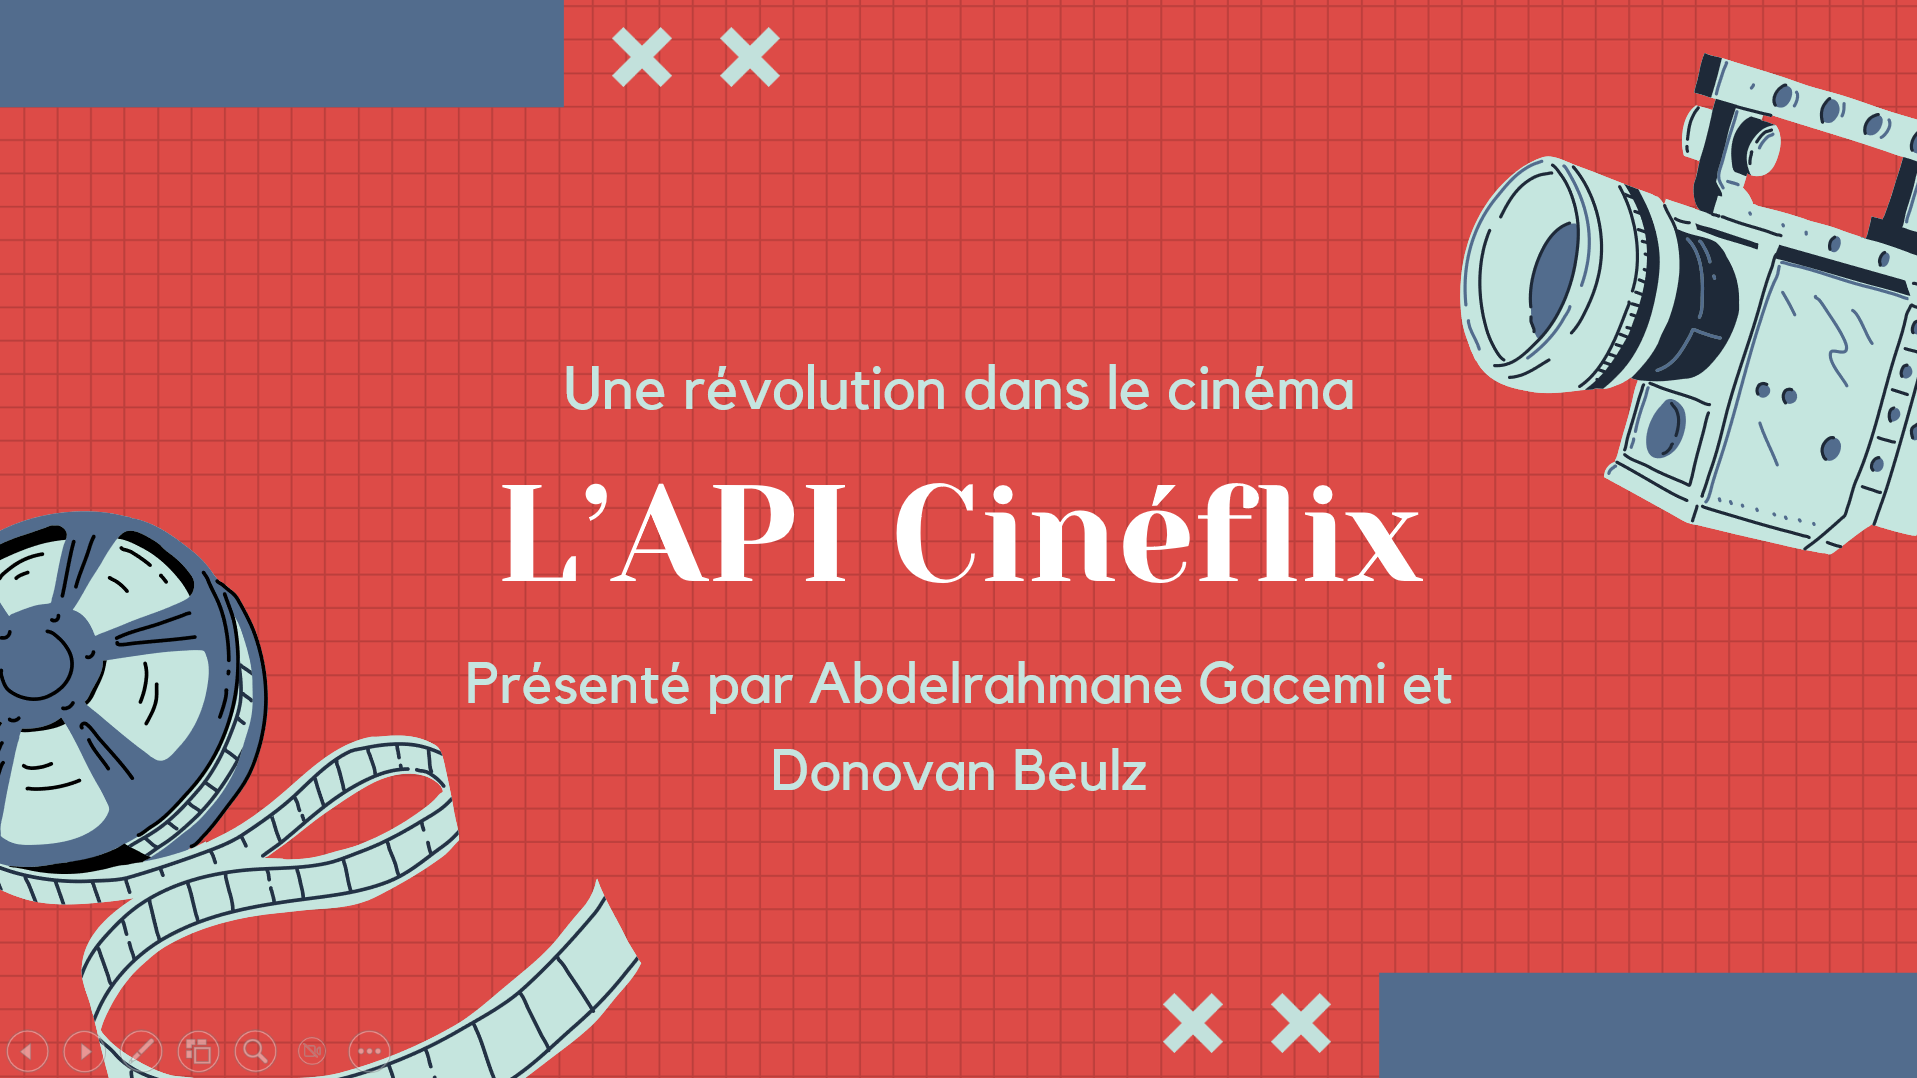 Une révolution dans le cinéma
L’API Cinéflix
Présenté par Abdelrahmane Gacemi et
Donovan Beulz